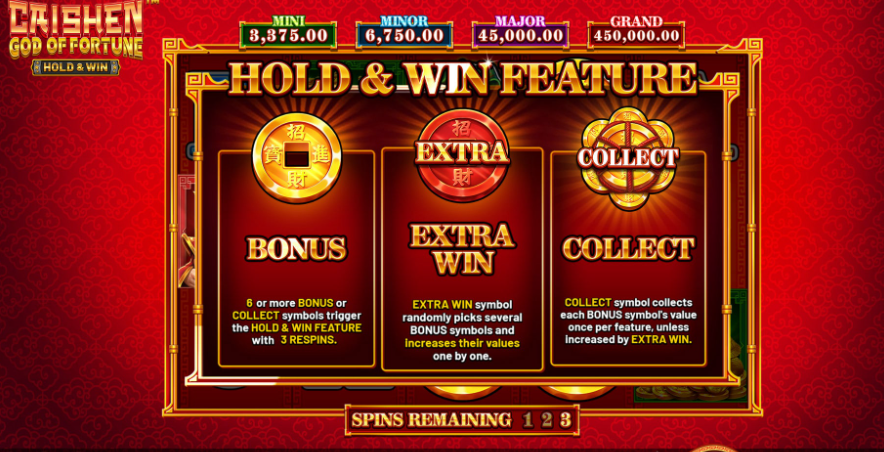 CAISHEN™
GOD OF FORTUNE
HOLD & WIN
MINI
3,375.00
MINOR
6,750.00
MAJOR
45,000.00
GRAND
450,000.00
HOLD & WIN FEATURE
招
寶 進
財
BONUS
6 or more BONUS or
COLLECT symbols trigger
the HOLD & WIN FEATURE
with 3 RESPINS.
招
EXTRA
財
EXTRA
WIN
EXTRA WIN symbol
randomly picks several
BONUS symbols and
increases their values
one by one.
COLLECT
COLLECT
COLLECT symbol collects
each BONUS symbol's value
once per feature, unless
increased by EXTRA WIN.
SPINS REMAINING 1 2 3